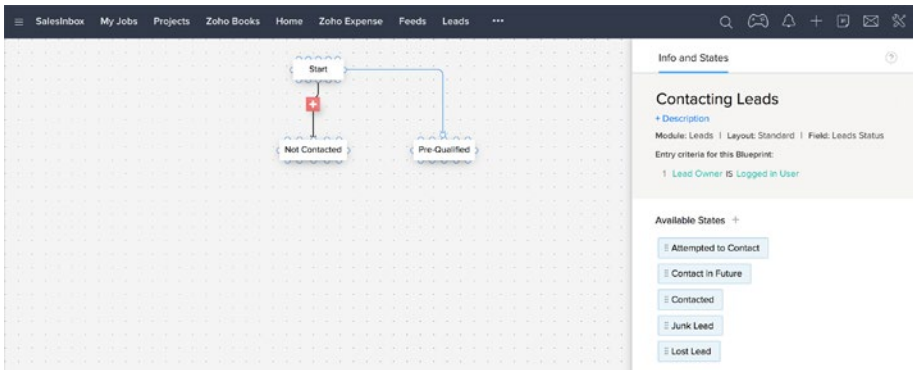 SalesInbox My Jobs Projects Zoho Books Home Zoho Expense Feeds Leads •••
Start
Not Contacted
Pre-Qualified
Info and States
Contacting Leads
+ Description
Module: Leads | Layout: Standard | Field: Leads Status
Entry criteria for this Blueprint:
1 Lead Owner IS Logged in User
Available States +
Attempted to Contact
Contact in Future
Contacted
Junk Lead
Lost Lead